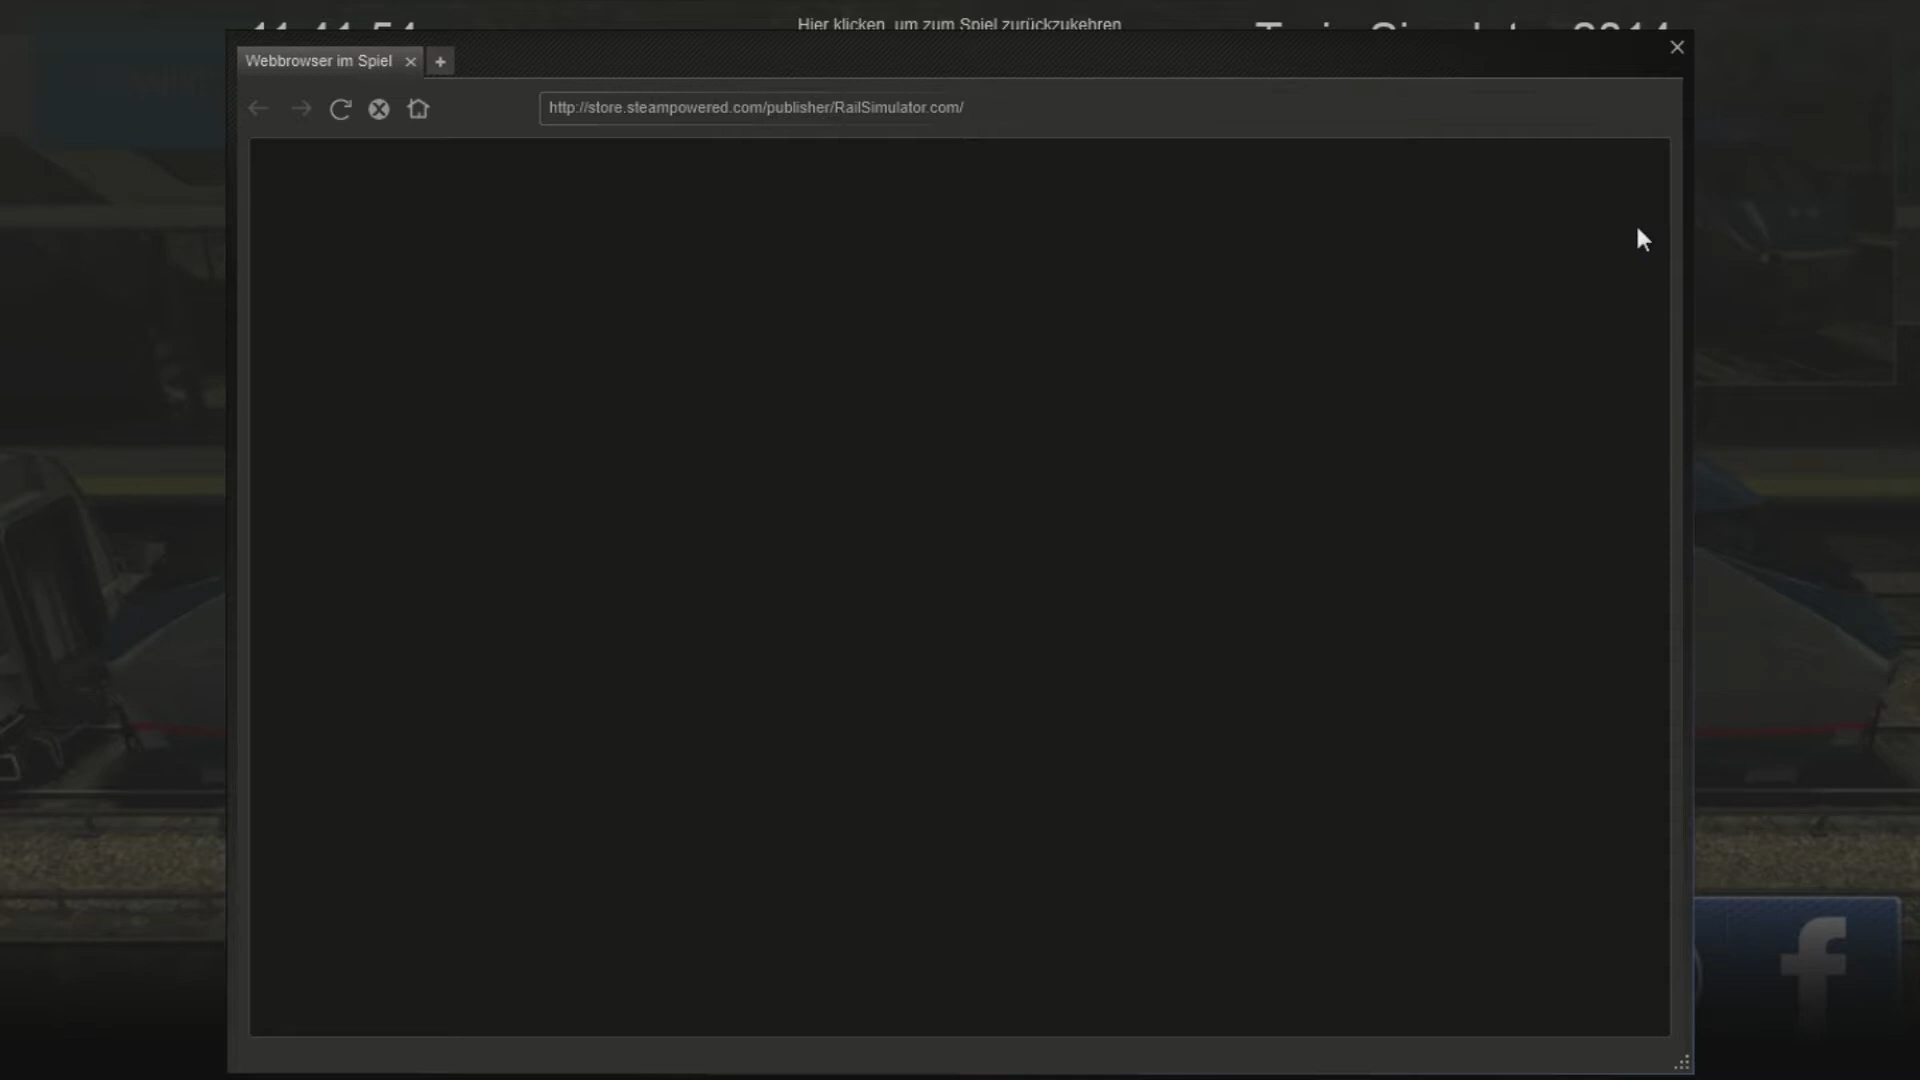 Hier klicken, um zum Spiel zurückzukehren
Webbrowser im Spiel
http://store.steampowered.com/publisher/RailSimulator.com/